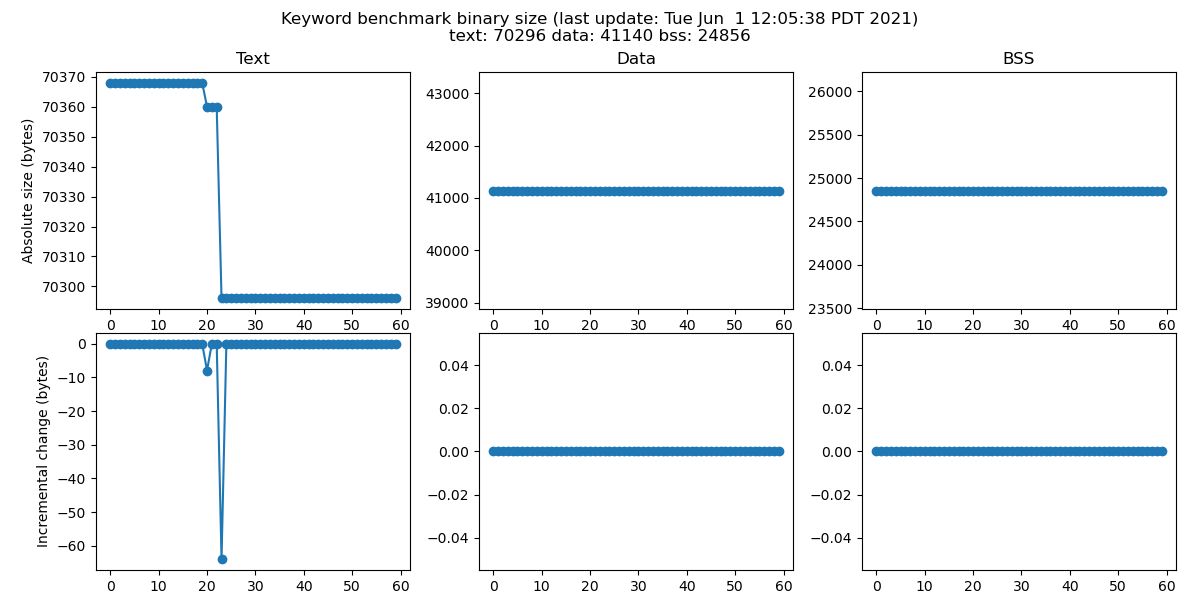 Keyword benchmark binary size (last update: Tue Jun  1 12:05:38 PDT 2021)
text: 70296 data: 41140 bss: 24856
Text
Data
BSS
Absolute size (bytes)
70370
70360
70350
70340
70330
70320
70310
70300
0 10 20 30 40 50 60
43000
42000
41000
40000
39000
0 10 20 30 40 50 60
26000
25500
25000
24500
24000
23500
0 10 20 30 40 50 60
Incremental change (bytes)
0
−10
−20
−30
−40
−50
−60
0 10 20 30 40 50 60
0.04
0.02
0.00
−0.02
−0.04
0 10 20 30 40 50 60
0.04
0.02
0.00
−0.02
−0.04
0 10 20 30 40 50 60